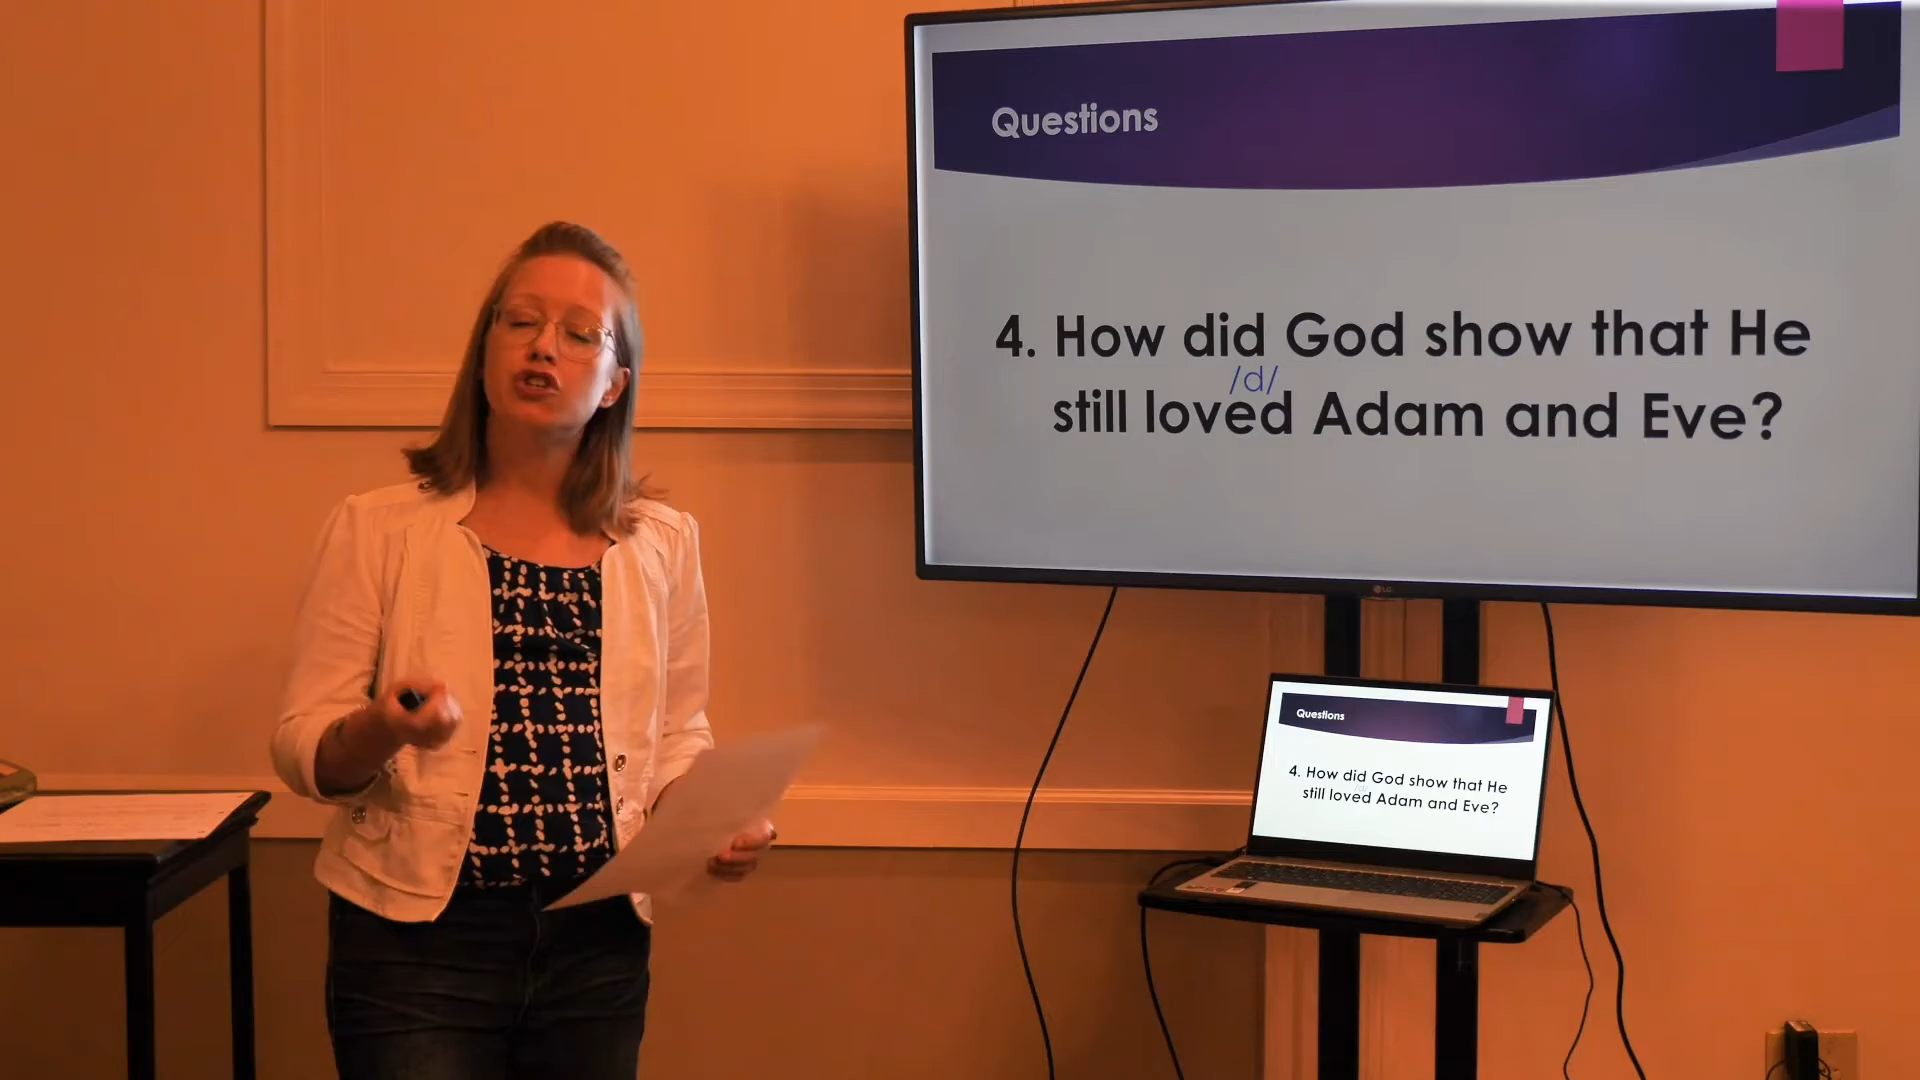 Questions
4. How did God show that He
/d/
still loved Adam and Eve?
LG
Questions
4. How did God show that He
/d/
still loved Adam and Eve?